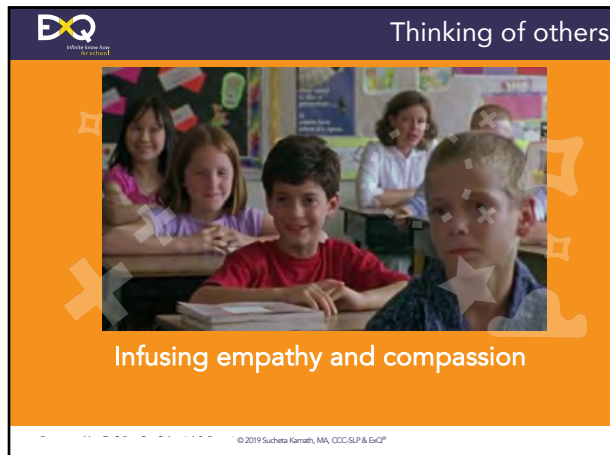 ExQ
Thinking of others
Infinite know how
for school
Infusing empathy and compassion
© 2019 Sucheta Kamath, MA, CCC-SLP & ExQ®